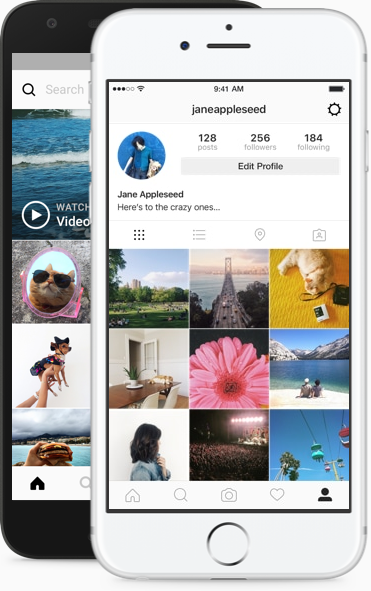 Search
WATCH
Video
9:41 AM
janeappleseed
128
posts
256
followers
184
following
Edit Profile
Jane Appleseed
Here's to the crazy ones...